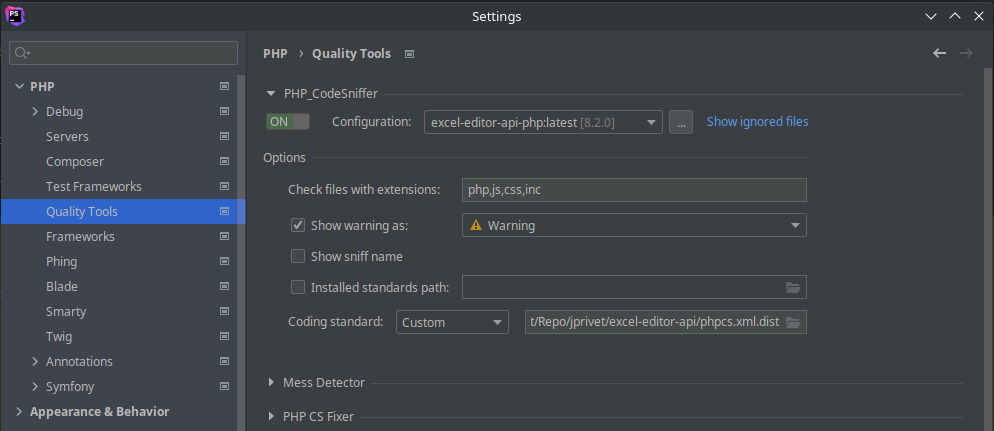 PS
Settings
PHP
Debug
Servers
Composer
Test Frameworks
Quality Tools
Frameworks
Phing
Blade
Smarty
Twig
Annotations
Symfony
Appearance & Behavior
PHP › Quality Tools
PHP_CodeSniffer
ON Configuration: excel-editor-api-php:latest [8.2.0] ... Show ignored files
Options
Check files with extensions: php,js,css,inc
Show warning as: Warning
Show sniff name
Installed standards path:
Coding standard: Custom t/Repo/jprivet/excel-editor-api/phpcs.xml.dist
Mess Detector
PHP CS Fixer